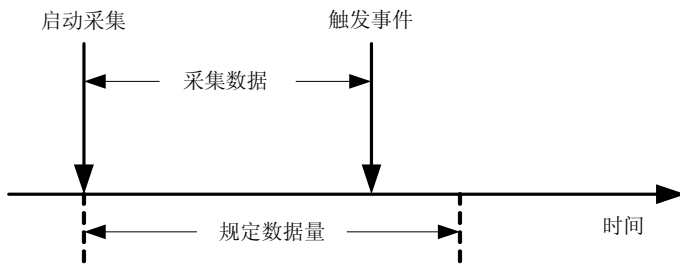 启动采集
触发事件
采集数据
规定数据量
时间